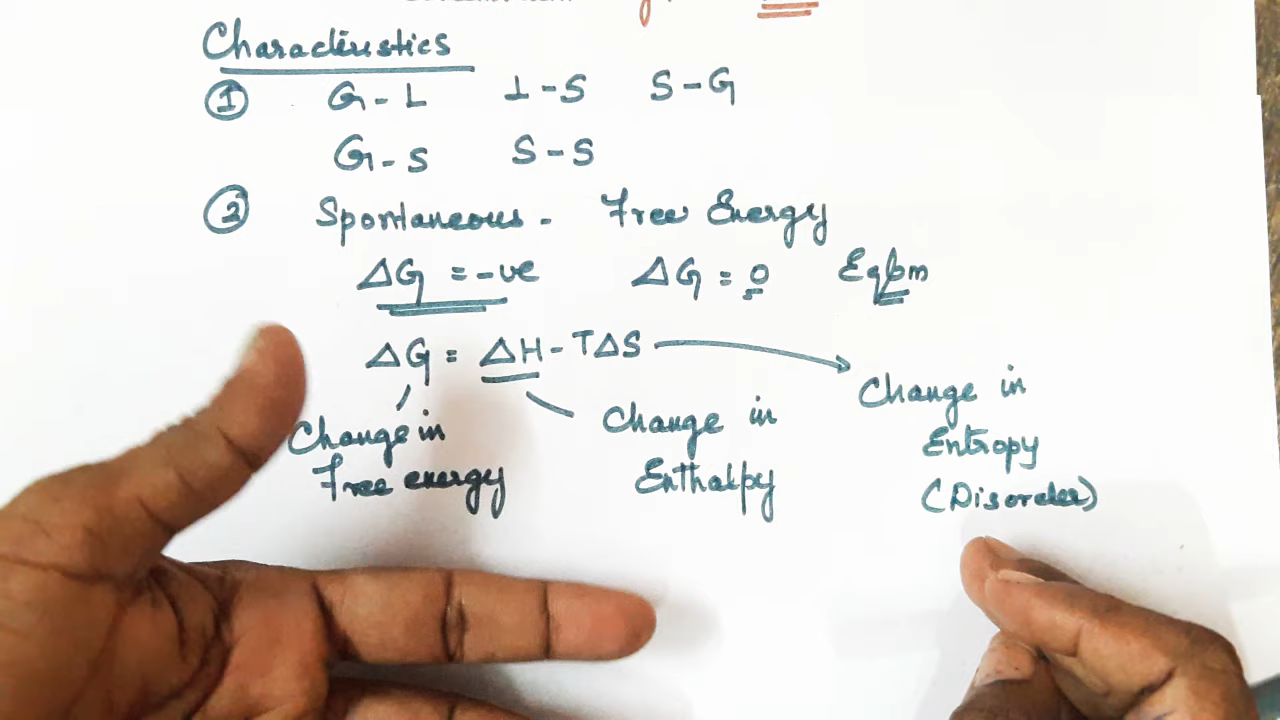 Characteristics
① G-L L-S S-G
G-S S-S
② Spontaneous - Free Energy
ΔG = -ve ΔG = 0 Eqbm
ΔG = ΔH - TΔS
Change in Free energy
Change in Enthalpy
Change in Entropy (Disorder)